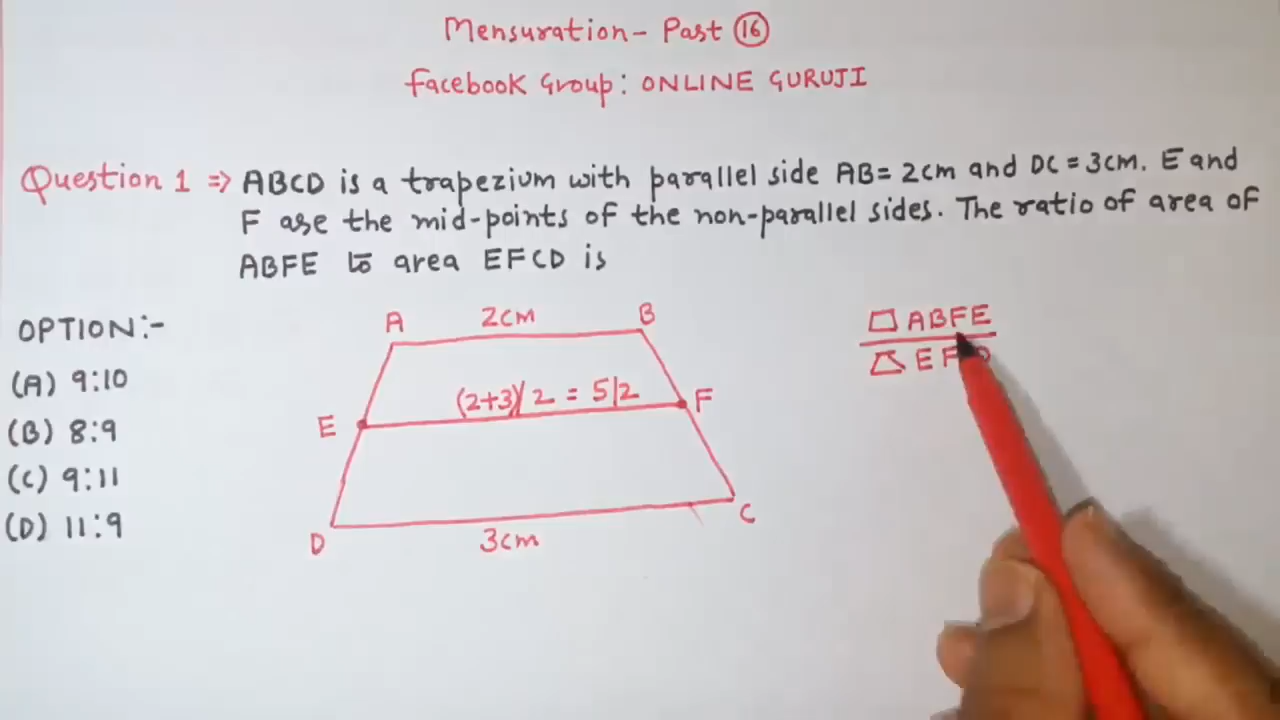 Mensuration- Part 16
Facebook Group: ONLINE GURUJI
Question 1 => ABCD is a trapezium with parallel side AB= 2cm and DC = 3cm. E and
F are the mid-points of the non-parallel sides. The ratio of area of
ABFE to area EFCD is
OPTION:-
(A) 9:10
(B) 8:9
(C) 9:11
(D) 11:9
A 2cm B
E (2+3)/2 = 5/2 F
D 3cm C
ABFE
EF D